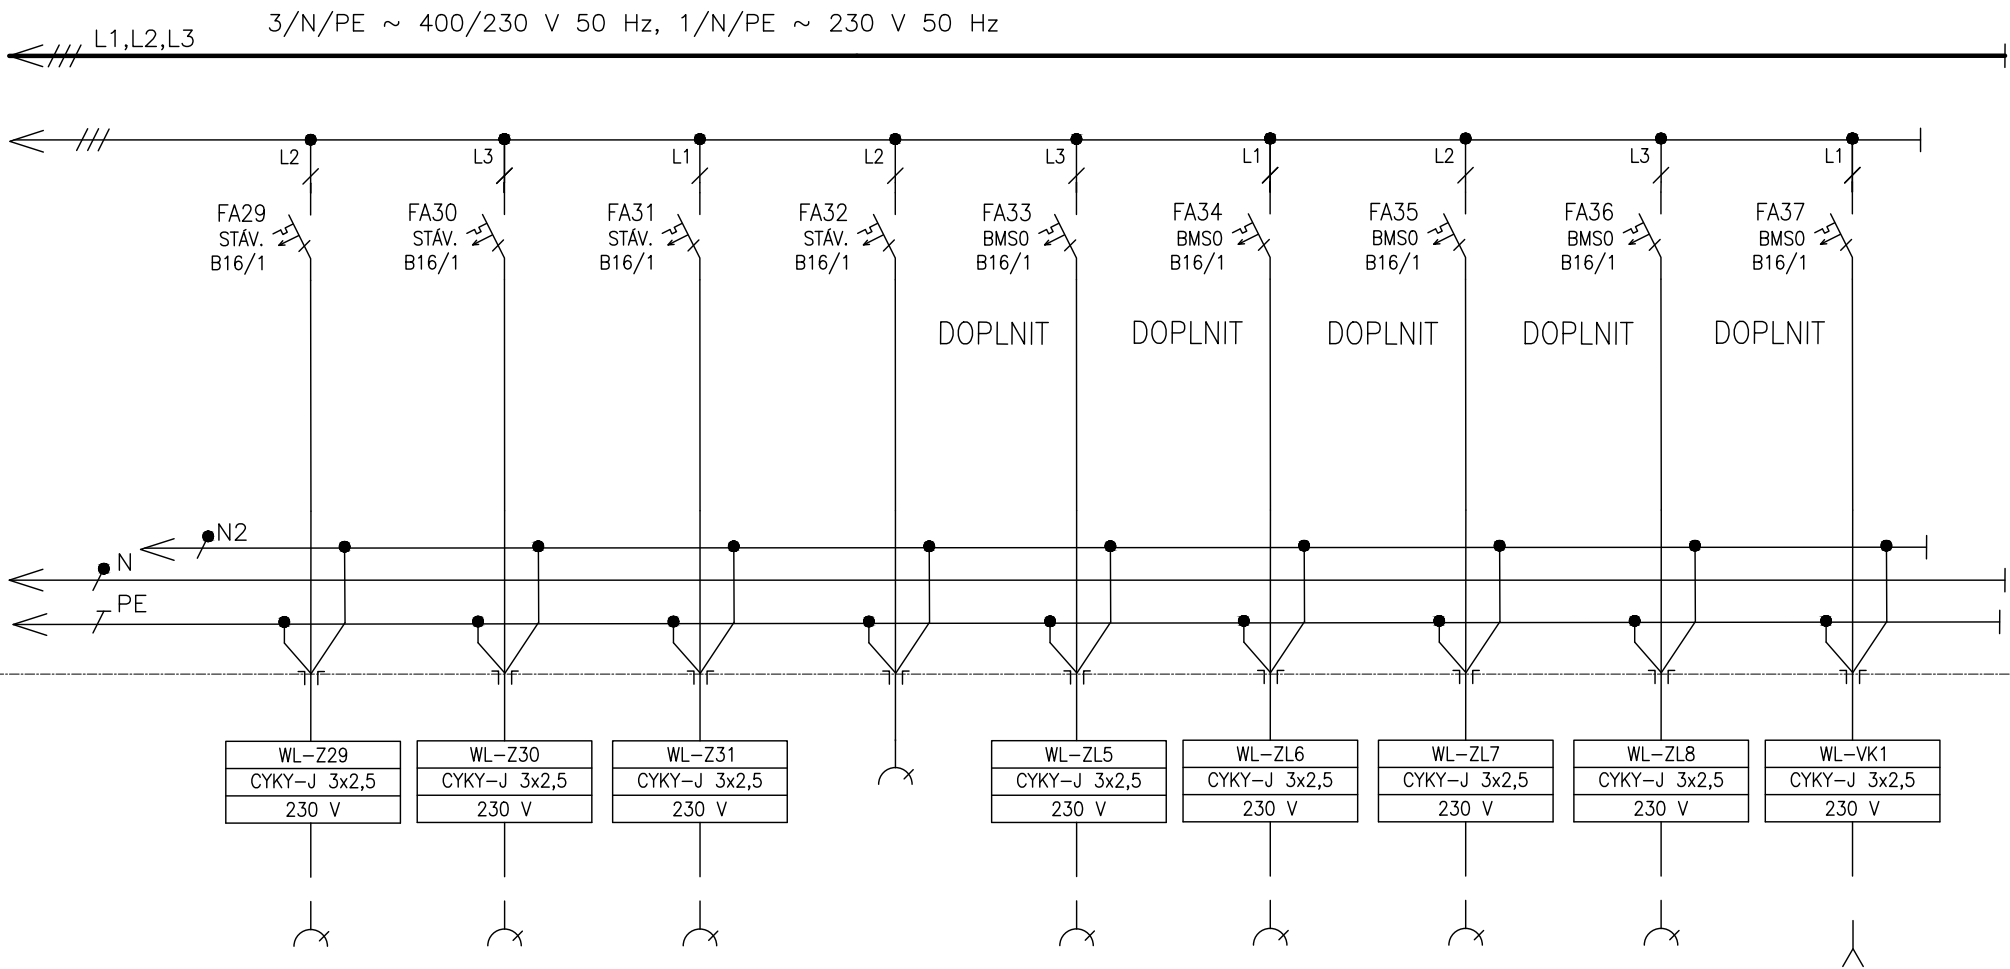 3/N/PE ~ 400/230 V 50 Hz, 1/N/PE ~ 230 V 50 Hz
L1,L2,L3
L2 L3 L1 L2 L3 L1 L2 L3 L1
FA29 FA30 FA31 FA32 FA33 FA34 FA35 FA36 FA37
STÁV. STÁV. STÁV. STÁV. BMS0 BMS0 BMS0 BMS0 BMS0
B16/1 B16/1 B16/1 B16/1 B16/1 B16/1 B16/1 B16/1 B16/1
DOPLNIT DOPLNIT DOPLNIT DOPLNIT DOPLNIT
N2
N
PE
WL-Z29 WL-Z30 WL-Z31 WL-ZL5 WL-ZL6 WL-ZL7 WL-ZL8 WL-VK1
CYKY-J 3x2,5 CYKY-J 3x2,5 CYKY-J 3x2,5 CYKY-J 3x2,5 CYKY-J 3x2,5 CYKY-J 3x2,5 CYKY-J 3x2,5 CYKY-J 3x2,5
230 V 230 V 230 V 230 V 230 V 230 V 230 V 230 V